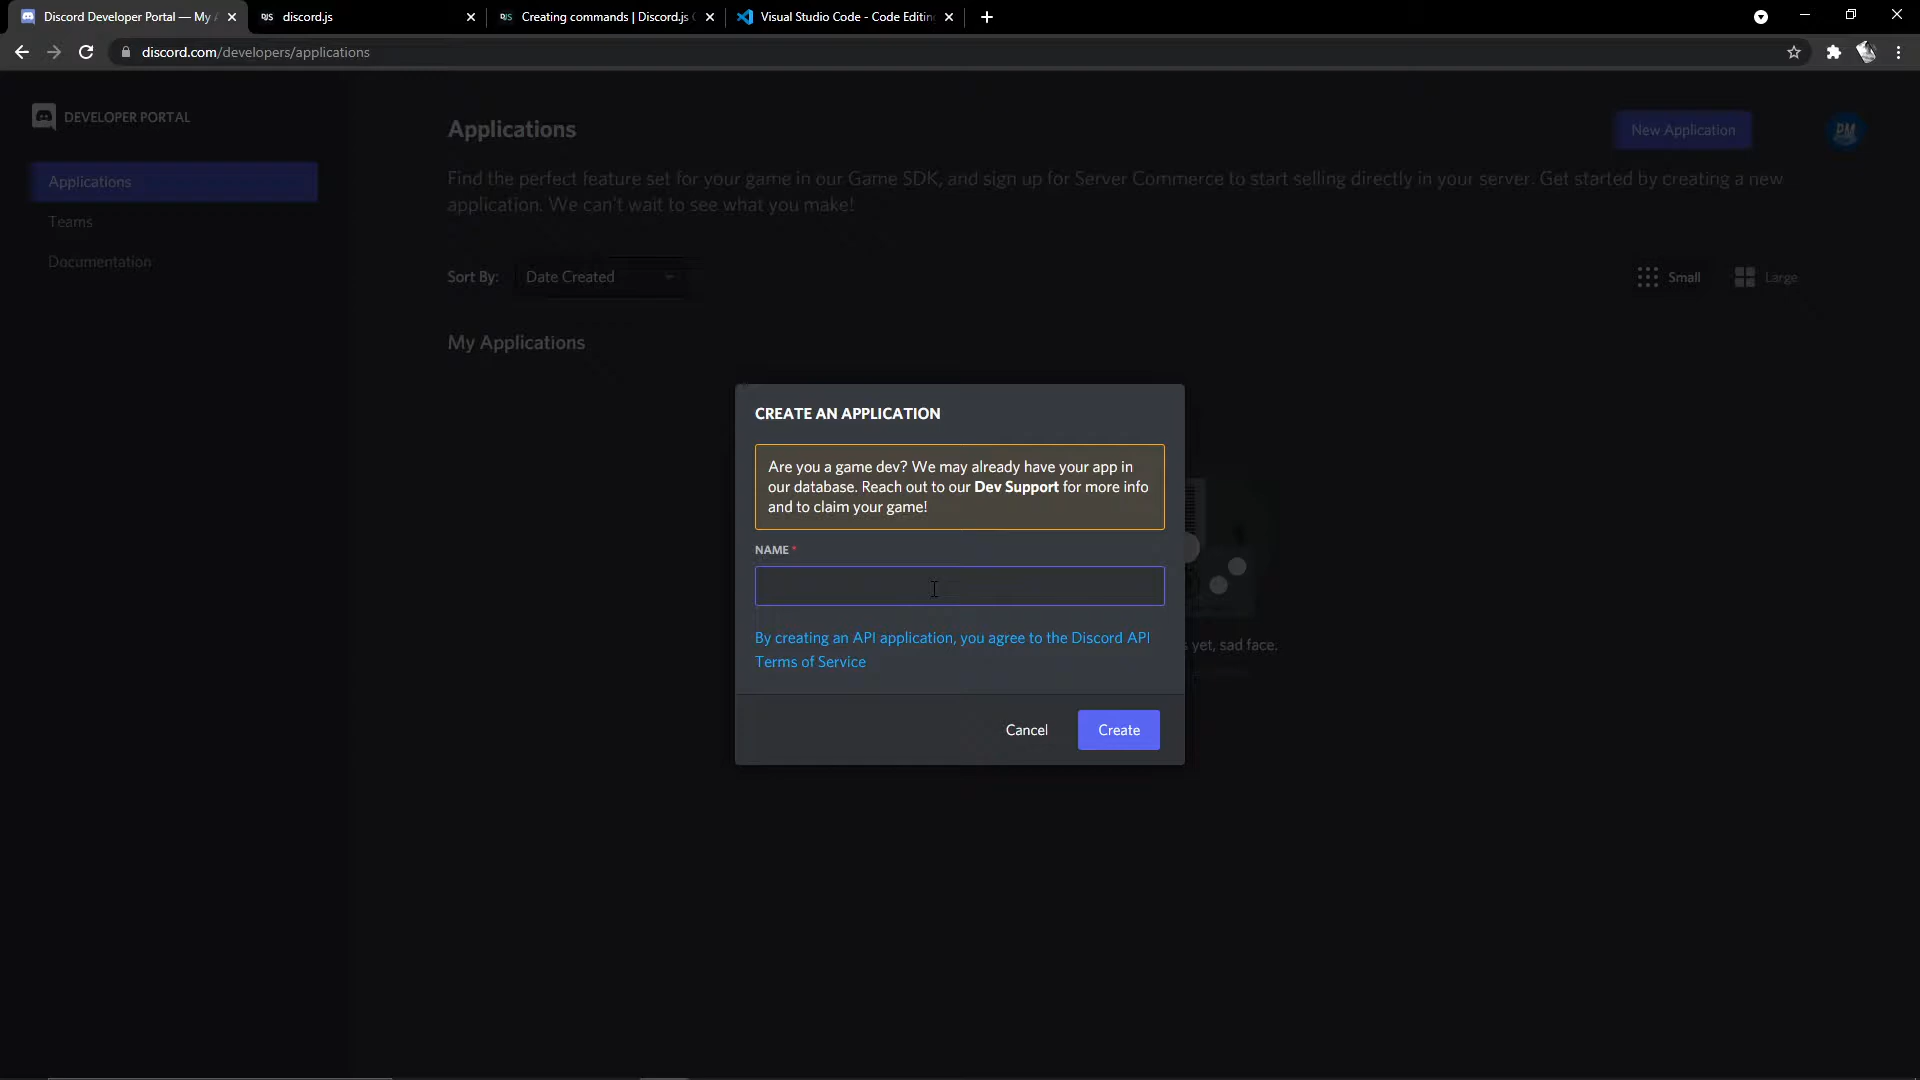 Discord Developer Portal — My
discord.js
Creating commands | Discord.js
Visual Studio Code - Code Editin
discord.com/developers/applications
DEVELOPER PORTAL
Applications
Teams
Documentation
Applications
New Application
Find the perfect feature set for your game in our Game SDK, and sign up for Server Commerce to start selling directly in your server. Get started by creating a new
application. We can't wait to see what you make!
Sort By:
Date Created
Small
Large
My Applications
CREATE AN APPLICATION
Are you a game dev? We may already have your app in
our database. Reach out to our Dev Support for more info
and to claim your game!
NAME *
By creating an API application, you agree to the Discord API
Terms of Service
yet, sad face.
Cancel
Create